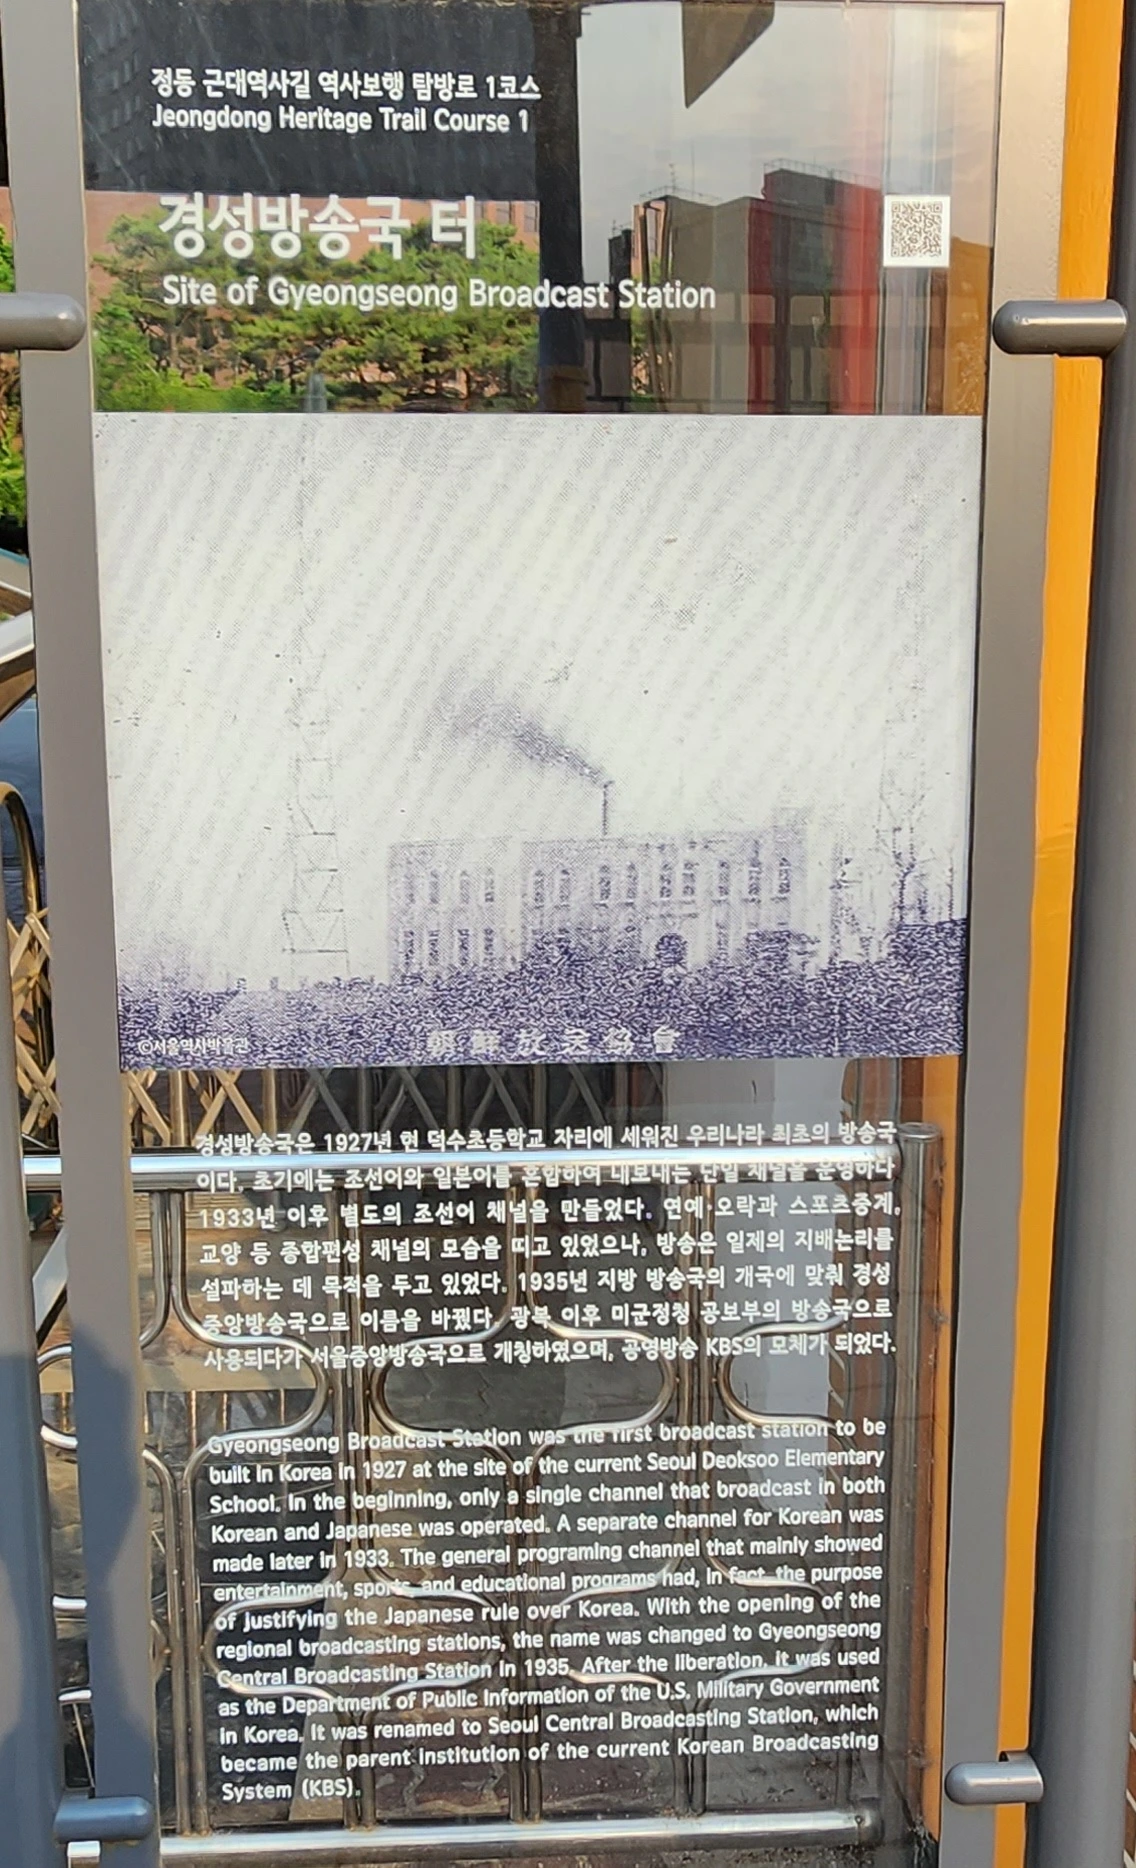 정동 근대역사길 역사보행 탐방로 1코스
Jeongdong Heritage Trail Course 1
경성방송국 터
Site of Gyeongseong Broadcast Station
朝鮮放送協會
©서울역사박물관
경성방송국은 1927년 현 덕수초등학교 자리에 세워진 우리나라 최초의 방송국
이다. 초기에는 조선어와 일본어를 혼합하여 내보내는 단일 채널을 운영하다
1933년 이후 별도의 조선어 채널을 만들었다. 연예·오락과 스포츠중계,
교양 등 종합편성 채널의 모습을 띠고 있었으나, 방송은 일제의 지배논리를
설파하는 데 목적을 두고 있었다. 1935년 지방 방송국의 개국에 맞춰 경성
중앙방송국으로 이름을 바꿨다. 광복 이후 미군정청 공보부의 방송국으로
사용되다가 서울중앙방송국으로 개칭하였으며, 공영방송 KBS의 모체가 되었다.
Gyeongseong Broadcast Station was the first broadcast station to be
built in Korea in 1927 at the site of the current Seoul Deoksoo Elementary
School. In the beginning, only a single channel that broadcast in both
Korean and Japanese was operated. A separate channel for Korean was
made later in 1933. The general programing channel that mainly showed
entertainment, sports, and educational programs had, in fact, the purpose
of justifying the Japanese rule over Korea. With the opening of the
regional broadcasting stations, the name was changed to Gyeongseong
Central Broadcasting Station in 1935. After the liberation, it was used
as the Department of Public Information of the U.S. Military Government
in Korea. It was renamed to Seoul Central Broadcasting Station, which
became the parent institution of the current Korean Broadcasting
System (KBS).